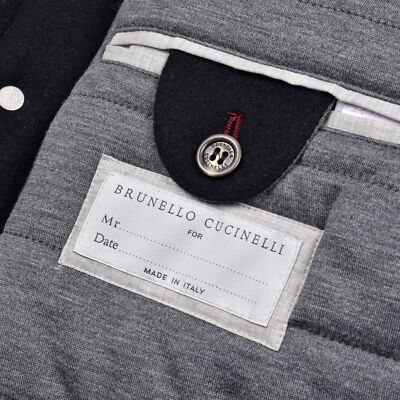 BRUNELLO CUCINELLI
FOR
Mr.
Date
MADE IN ITALY